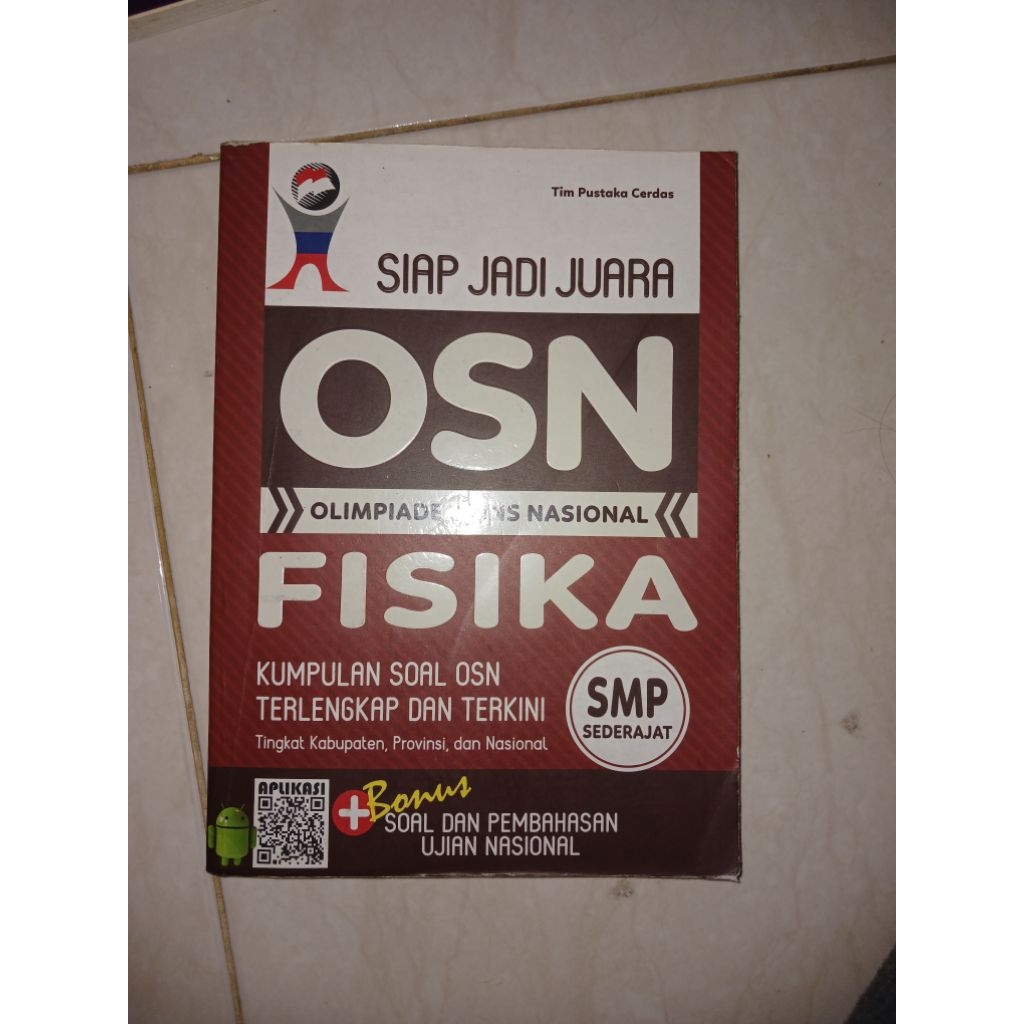 Tim Pustaka Cerdas
SIAP JADI JUARA
OSN
OLIMPIADE NASIONAL
FISIKA
KUMPULAN SOAL OSN
TERLENGKAP DAN TERKINI
Tingkat Kabupaten, Provinsi, dan Nasional
SMP
SEDERAJAT
APLIKASI
+Bonus
SOAL DAN PEMBAHASAN
UJIAN NASIONAL